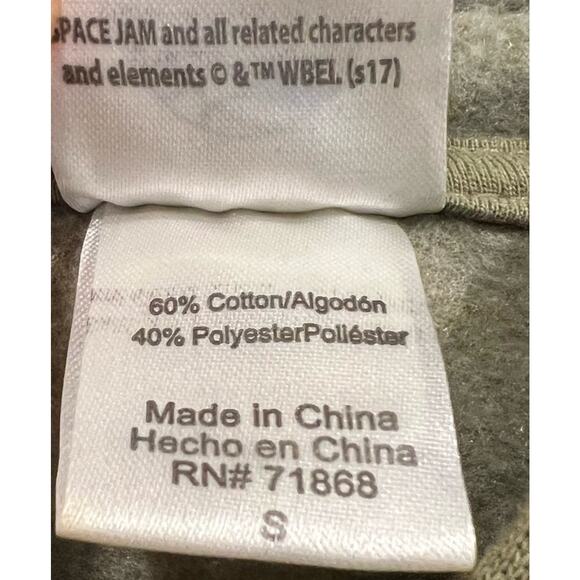 SPACE JAM and all related characters
and elements © & ™ WBEI. (s17)
60% Cotton/Algodón
40% PolyesterPoliéster
Made in China
Hecho en China
RN# 71868
S